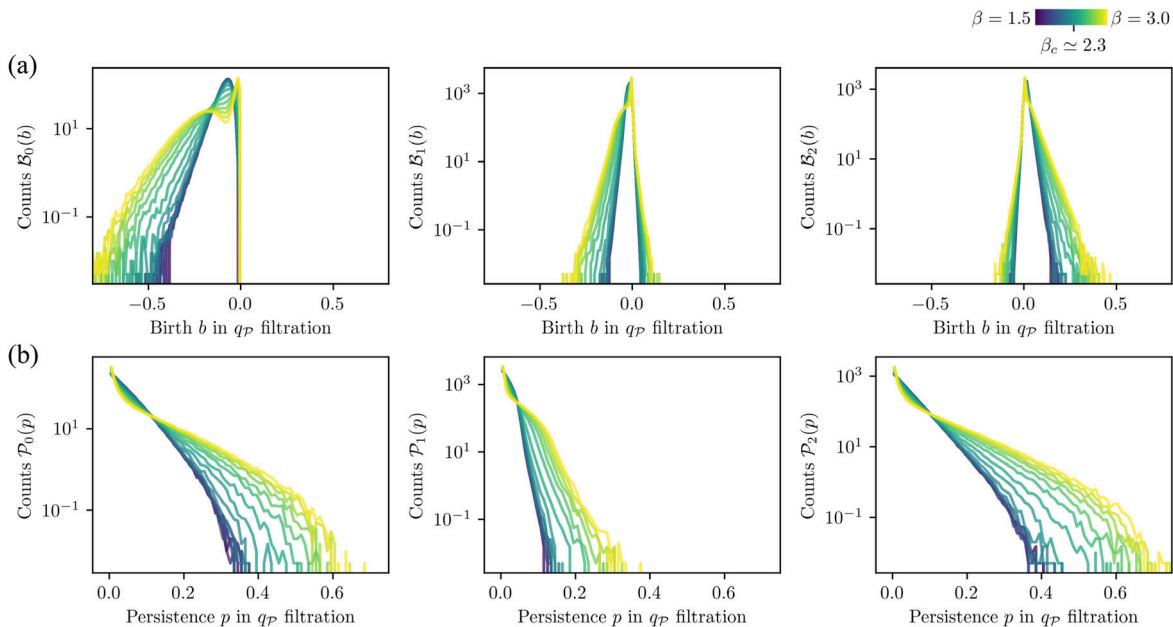 β = 1.5 β = 3.0
β_c ≃ 2.3
(a)
Counts 𝓑₀(b)
10¹
10⁻¹
−0.5 0.0 0.5
Birth b in q_𝒫 filtration
Counts 𝓑₁(b)
10³
10¹
10⁻¹
−0.5 0.0 0.5
Birth b in q_𝒫 filtration
Counts 𝓑₂(b)
10³
10¹
10⁻¹
−0.5 0.0 0.5
Birth b in q_𝒫 filtration
(b)
Counts 𝒫₀(p)
10¹
10⁻¹
0.0 0.2 0.4 0.6
Persistence p in q_𝒫 filtration
Counts 𝒫₁(p)
10³
10¹
10⁻¹
0.0 0.2 0.4 0.6
Persistence p in q_𝒫 filtration
Counts 𝒫₂(p)
10³
10¹
10⁻¹
0.0 0.2 0.4 0.6
Persistence p in q_𝒫 filtration